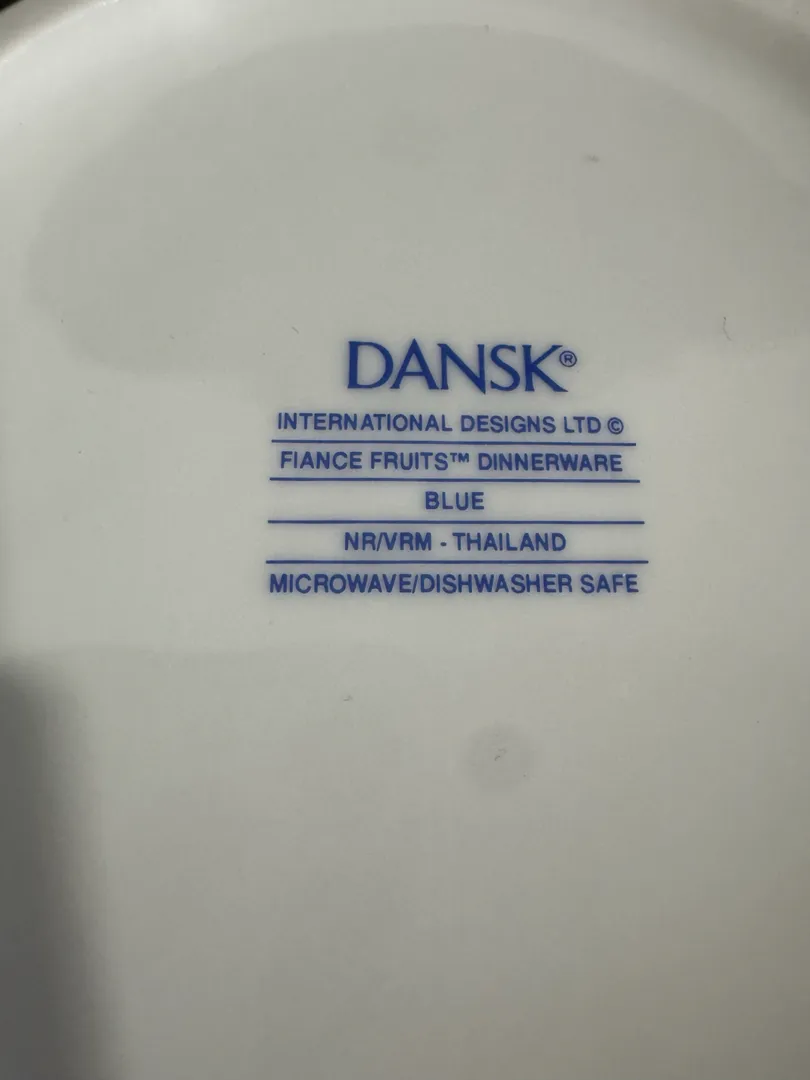 DANSK®
INTERNATIONAL DESIGNS LTD ©
FIANCE FRUITS™ DINNERWARE
BLUE
NR/VRM - THAILAND
MICROWAVE/DISHWASHER SAFE